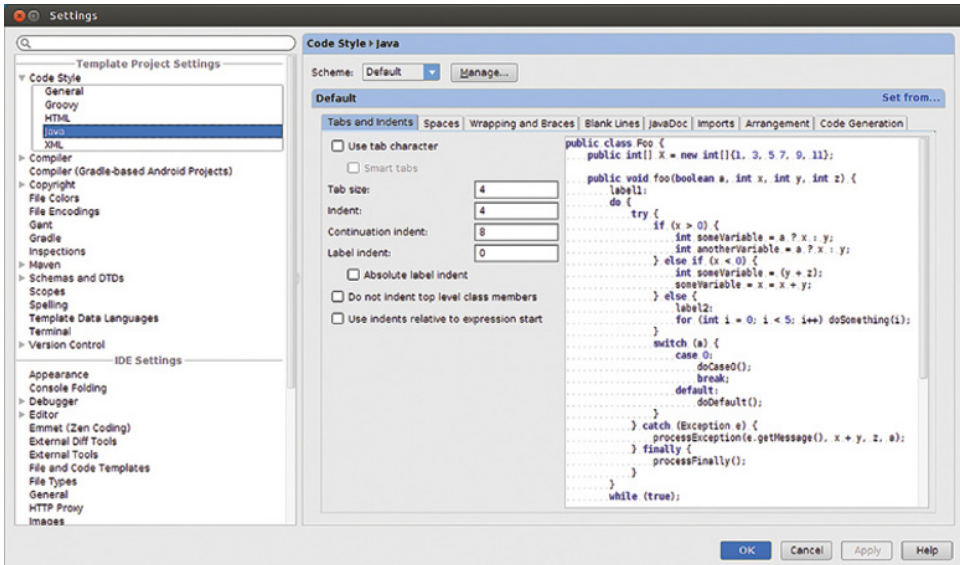 Settings
Template Project Settings
Code Style
General
Groovy
HTML
Java
XML
Compiler
Compiler (Gradle-based Android Projects)
Copyright
File Colors
File Encodings
Gant
Gradle
Inspections
Maven
Schemas and DTDs
Scopes
Spelling
Template Data Languages
Terminal
Version Control
IDE Settings
Appearance
Console Folding
Debugger
Editor
Emmet (Zen Coding)
External Diff Tools
External Tools
File and Code Templates
File Types
General
HTTP Proxy
Images
Code Style › Java
Scheme: Default Manage...
Default Set from...
Tabs and Indents Spaces Wrapping and Braces Blank Lines JavaDoc Imports Arrangement Code Generation
Use tab character
Smart tabs
Tab size: 4
Indent: 4
Continuation indent: 8
Label indent: 0
Absolute label indent
Do not indent top level class members
Use indents relative to expression start
public class Foo {
public int[] X = new int[]{1, 3, 5 7, 9, 11};
public void foo(boolean a, int x, int y, int z) {
label1:
do {
try {
if (x > 0) {
int someVariable = a ? x : y;
int anotherVariable = a ? x : y;
} else if (x < 0) {
int someVariable = (y + z);
someVariable = x = x + y;
} else {
label2:
for (int i = 0; i < 5; i++) doSomething(i);
}
switch (a) {
case 0:
doCase0();
break;
default:
doDefault();
}
} catch (Exception e) {
processException(e.getMessage(), x + y, z, a);
} finally {
processFinally();
}
}
while (true);
OK Cancel Apply Help